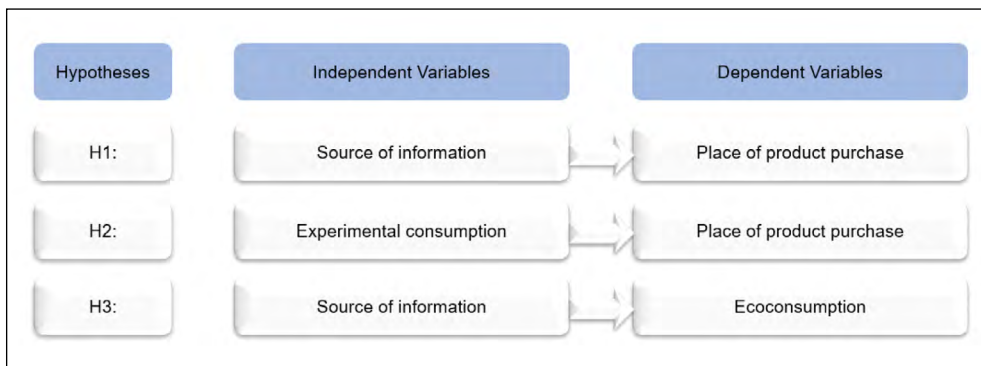 Hypotheses Independent Variables Dependent Variables
H1: Source of information Place of product purchase
H2: Experimental consumption Place of product purchase
H3: Source of information Ecoconsumption